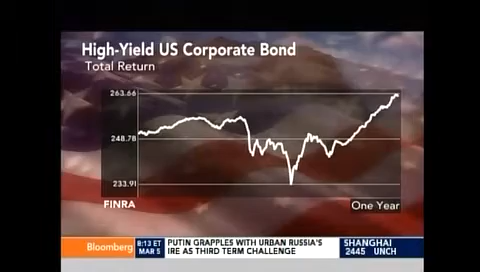 High-Yield US Corporate Bond
Total Return
263.66
248.78
233.91
FINRA
One Year
Bloomberg
8:13 ET
MAR 5
PUTIN GRAPPLES WITH URBAN RUSSIA'S
IRE AS THIRD TERM CHALLENGE
SHANGHAI
2445 UNCH